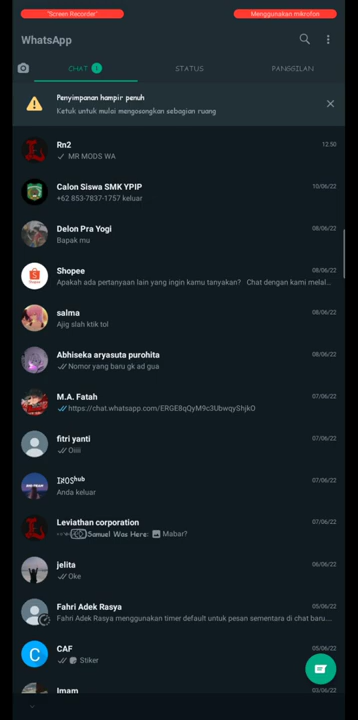 'Screen Recorder'
Menggunakan mikrofon
WhatsApp
CHAT 1
STATUS
PANGGILAN
Penyimpanan hampir penuh
Ketuk untuk mulai mengosongkan sebagian ruang
Rn2
12.50
MR MODS WA
Calon Siswa SMK YPIP
10/06/22
+62 853-7837-1757 keluar
Delon Pra Yogi
08/06/22
Bapak mu
Shopee
08/06/22
Apakah ada pertanyaan lain yang ingin kamu tanyakan? Chat dengan kami melal...
salma
08/06/22
Ajig slah ktik tol
Abhiseka aryasuta purohita
08/06/22
Nomor yang baru gk ad gua
M.A. Fatah
07/06/22
https://chat.whatsapp.com/ERGE8qQyM9c3UbwqyShjkO
fitri yanti
07/06/22
Oiii
07/06/22
Anda keluar
Leviathan corporation
07/06/22
Samuel Was Here: Mabar?
jelita
06/06/22
Oke
Fahri Adek Rasya
05/06/22
Fahri Adek Rasya menggunakan timer default untuk pesan sementara di chat baru...
C
CAF
05/06/22
Stiker
Imam
03/06/22